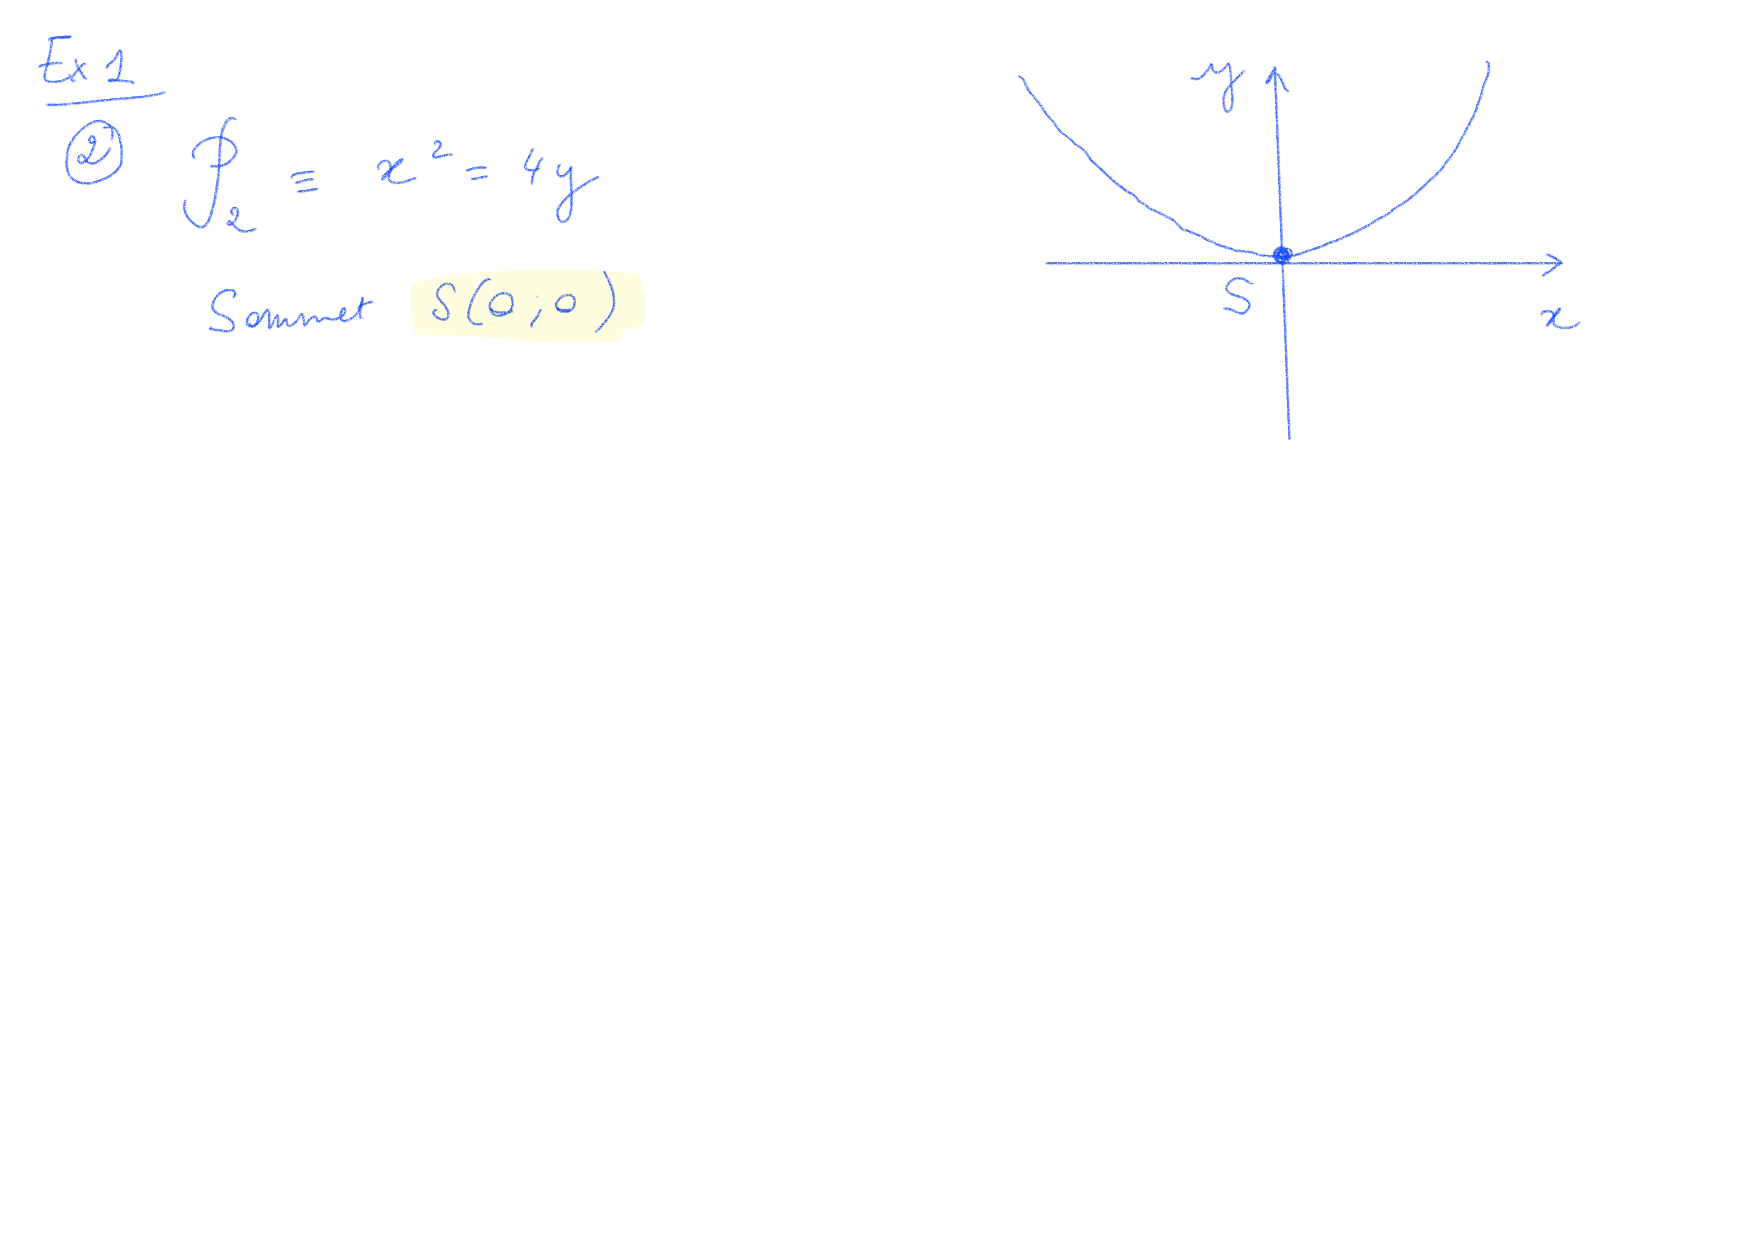 Ex 1
② 𝒫₂ ≡ x² = 4y
Sommet S(0;0)
y
S
x